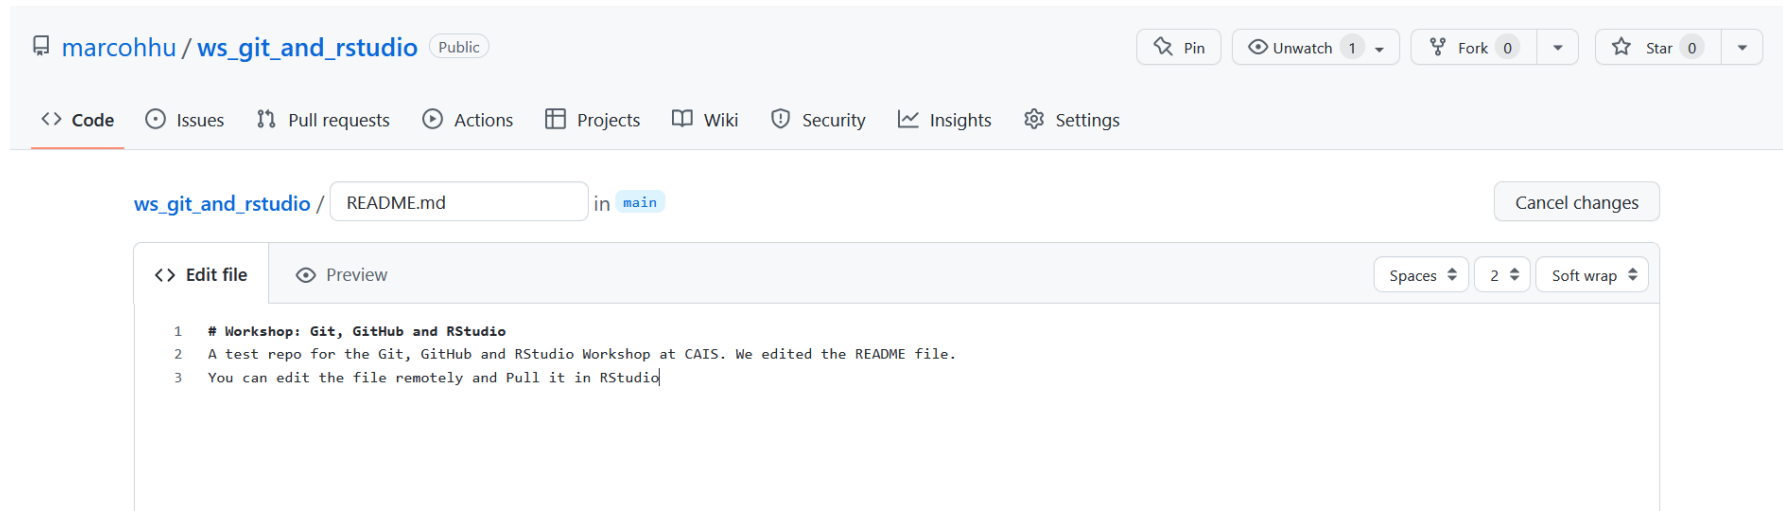 marcohhu / ws_git_and_rstudio Public Pin Unwatch 1 Fork 0 Star 0
Code Issues Pull requests Actions Projects Wiki Security Insights Settings
ws_git_and_rstudio / README.md in main Cancel changes
Edit file Preview Spaces 2 Soft wrap
1 # Workshop: Git, GitHub and RStudio
2 A test repo for the Git, GitHub and RStudio Workshop at CAIS. We edited the README file.
3 You can edit the file remotely and Pull it in RStudio